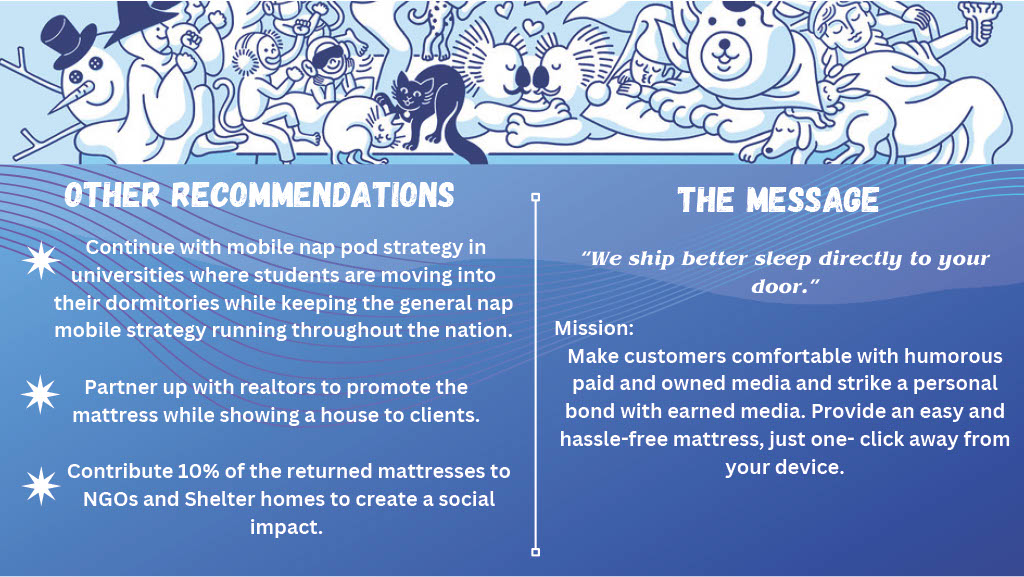 OTHER RECOMMENDATIONS
Continue with mobile nap pod strategy in
universities where students are moving into
their dormitories while keeping the general nap
mobile strategy running throughout the nation.
Partner up with realtors to promote the
mattress while showing a house to clients.
Contribute 10% of the returned mattresses to
NGOs and Shelter homes to create a social
impact.
THE MESSAGE
“We ship better sleep directly to your
door.”
Mission:
Make customers comfortable with humorous
paid and owned media and strike a personal
bond with earned media. Provide an easy and
hassle-free mattress, just one- click away from
your device.